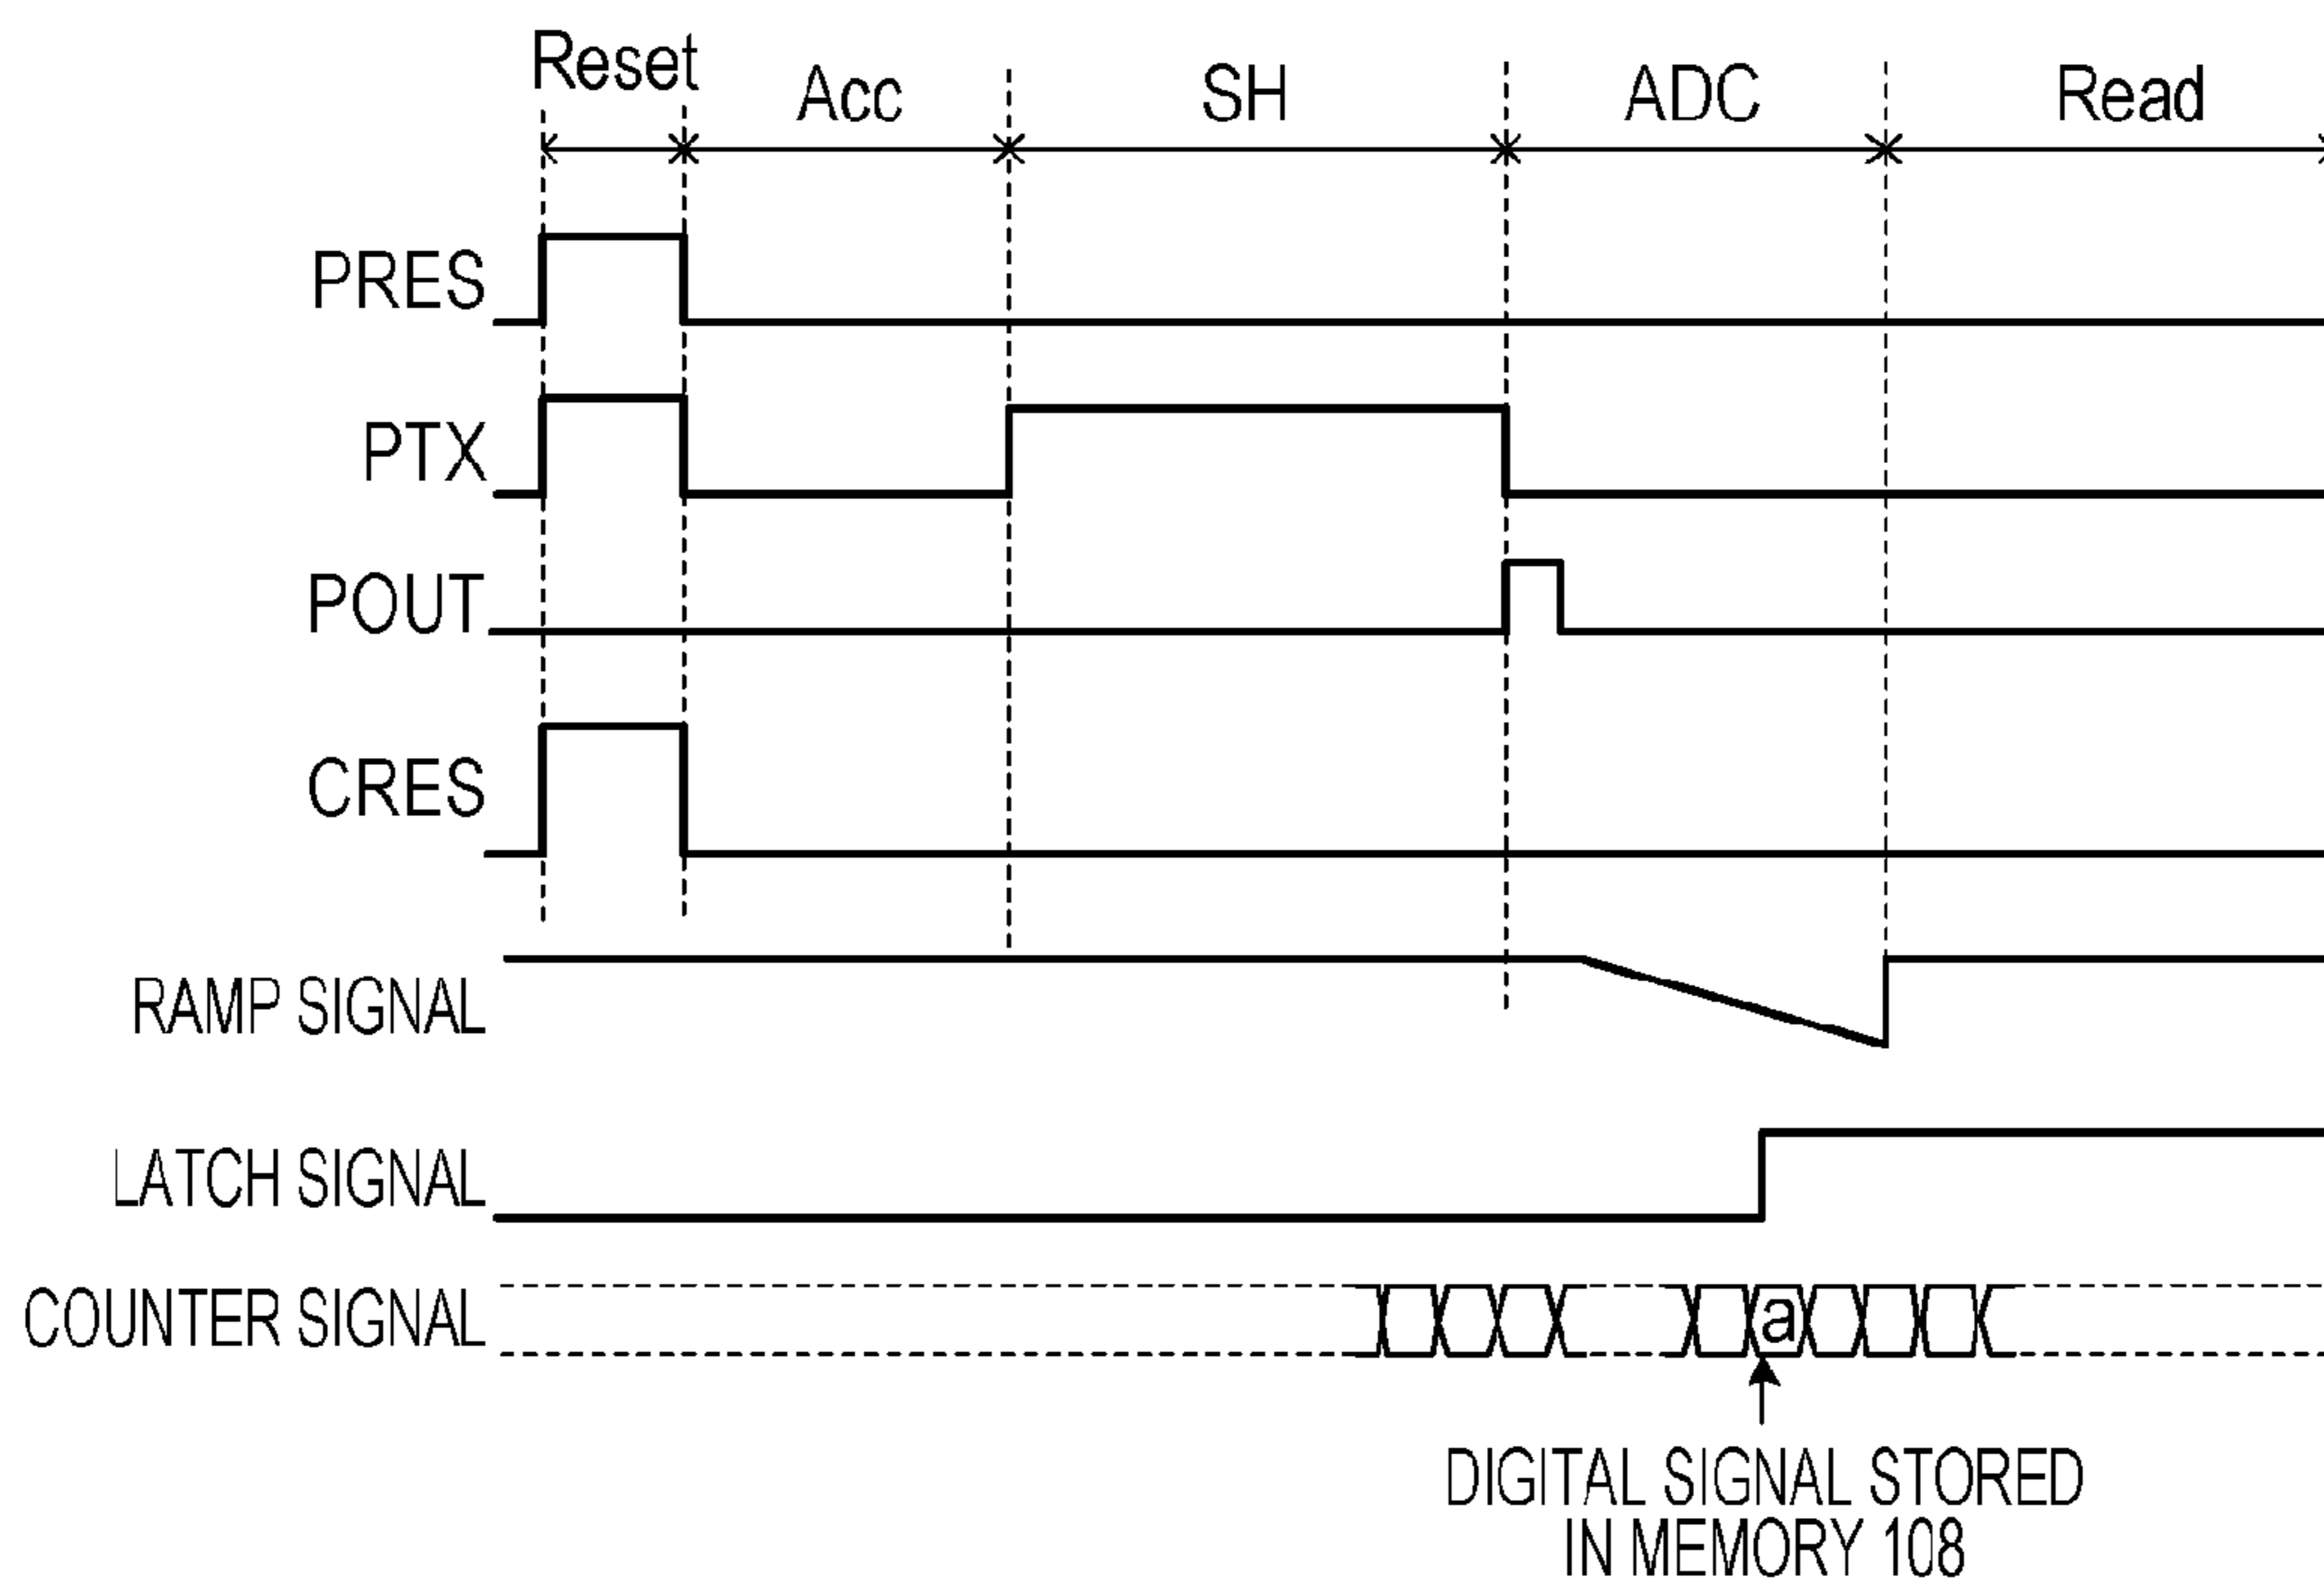 Reset
Acc
SH
ADC
Read
PRES
PTX
POUT
CRES
RAMP SIGNAL
LATCH SIGNAL
COUNTER SIGNAL
a
DIGITAL SIGNAL STORED
IN MEMORY 108